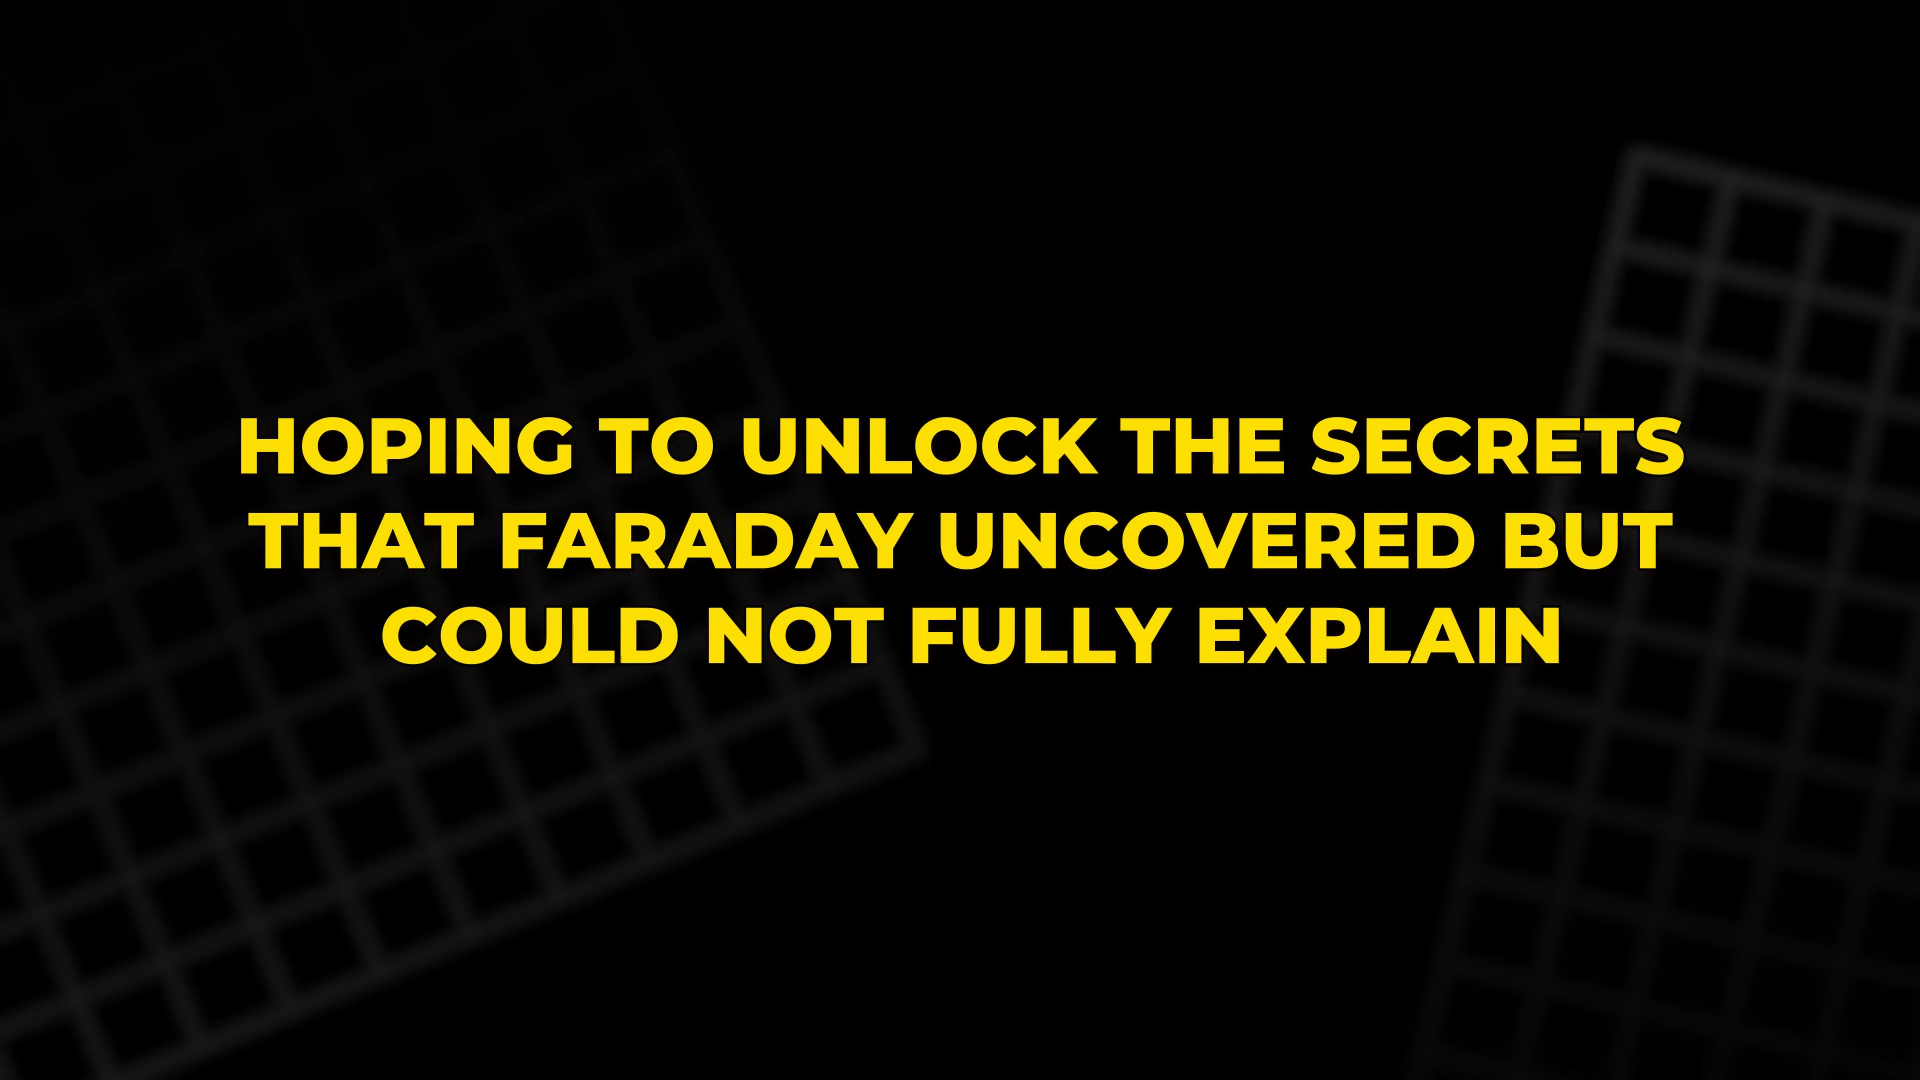 HOPING TO UNLOCK THE SECRETS
THAT FARADAY UNCOVERED BUT
COULD NOT FULLY EXPLAIN